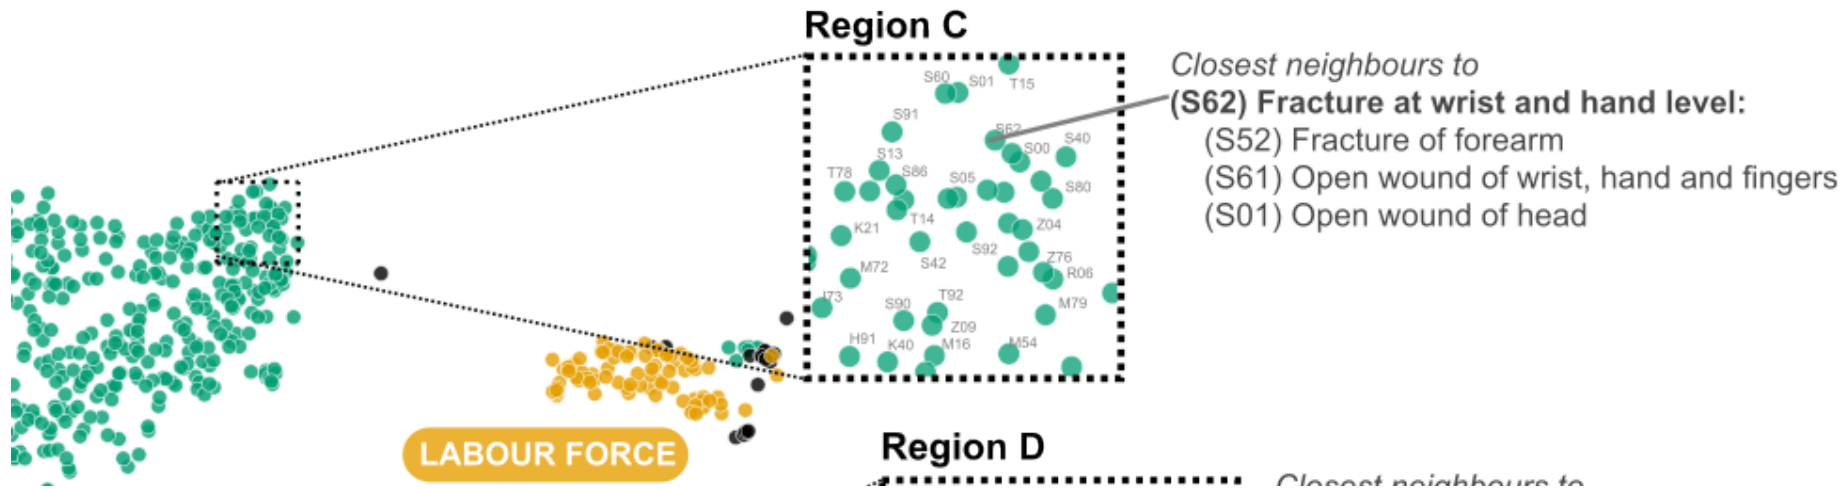 Region C
Closest neighbours to
(S62) Fracture at wrist and hand level:
(S52) Fracture of forearm
(S61) Open wound of wrist, hand and fingers
(S01) Open wound of head
S60
S01
T15
S91
S62
S40
S00
S13
S86
T78
S05
S80
T14
K21
Z04
S92
S42
Z76
M72
R06
I73
S90
T92
M79
Z09
H91
K40
M16
M54
LABOUR FORCE
Region D
Closest neighbours to